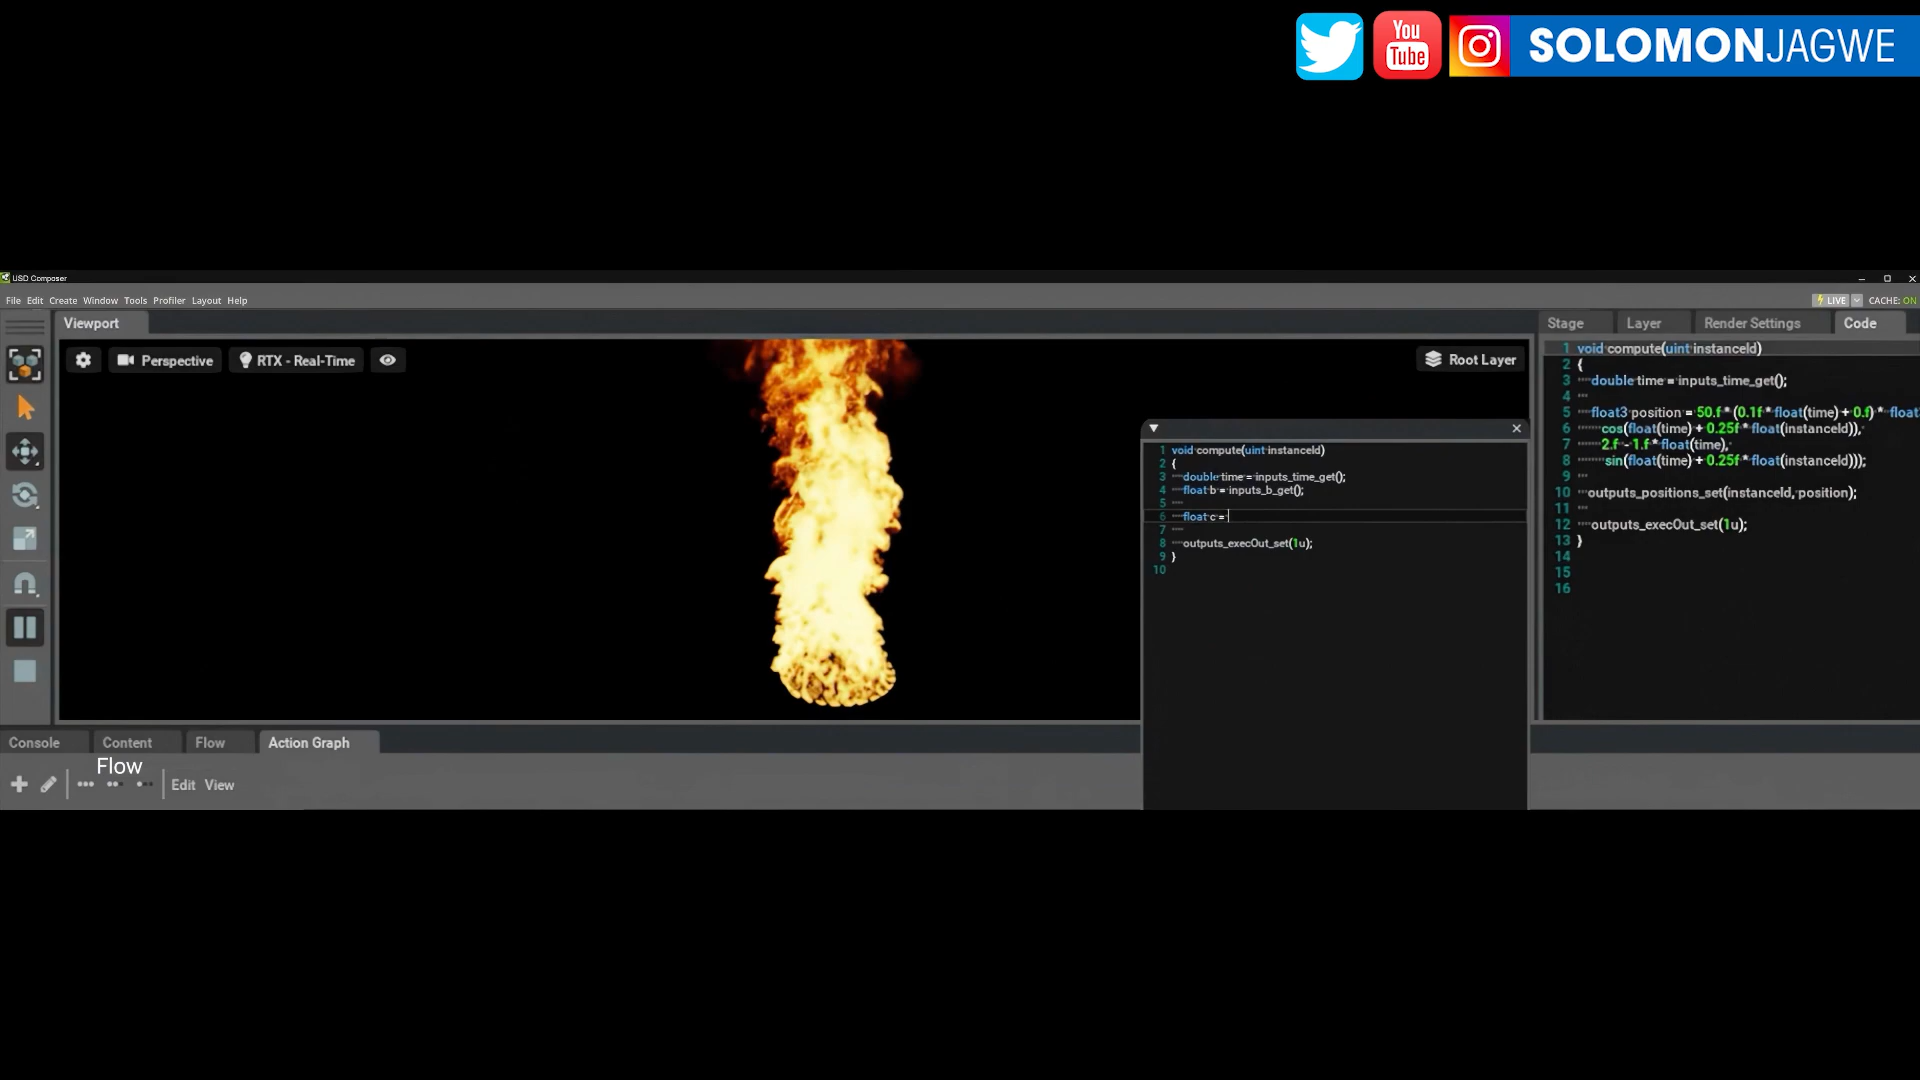 You
Tube
SOLOMONJAGWE
USD Composer
File Edit Create Window Tools Profiler Layout Help
LIVE CACHE: ON
Viewport
Stage Layer Render Settings Code
Perspective RTX - Real-Time
Root Layer
1 void compute(uint instanceId)
2 {
3 double time = inputs_time_get();
4 float b = inputs_b_get();
5
6 float c =
7
8 outputs_execOut_set(1u);
9 }
10
1 void compute(uint instanceId)
2 {
3 double time = inputs_time_get();
4
5 float3 position = 50.f * (0.1f * float(time) + 0.f) * float
6 cos(float(time) + 0.25f * float(instanceId)),
7 2.f - 1.f * float(time),
8 sin(float(time) + 0.25f * float(instanceId)));
9
10 outputs_positions_set(instanceId, position);
11
12 outputs_execOut_set(1u);
13 }
14
15
16
Console Content Flow Action Graph
Flow
Edit View